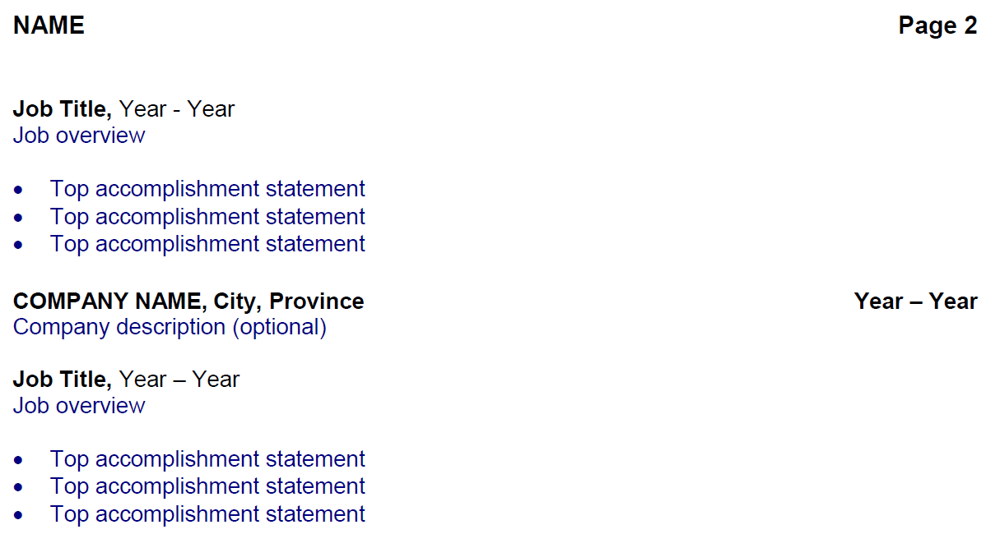 NAME Page 2
Job Title, Year - Year
Job overview
• Top accomplishment statement
• Top accomplishment statement
• Top accomplishment statement
COMPANY NAME, City, Province Year – Year
Company description (optional)
Job Title, Year – Year
Job overview
• Top accomplishment statement
• Top accomplishment statement
• Top accomplishment statement